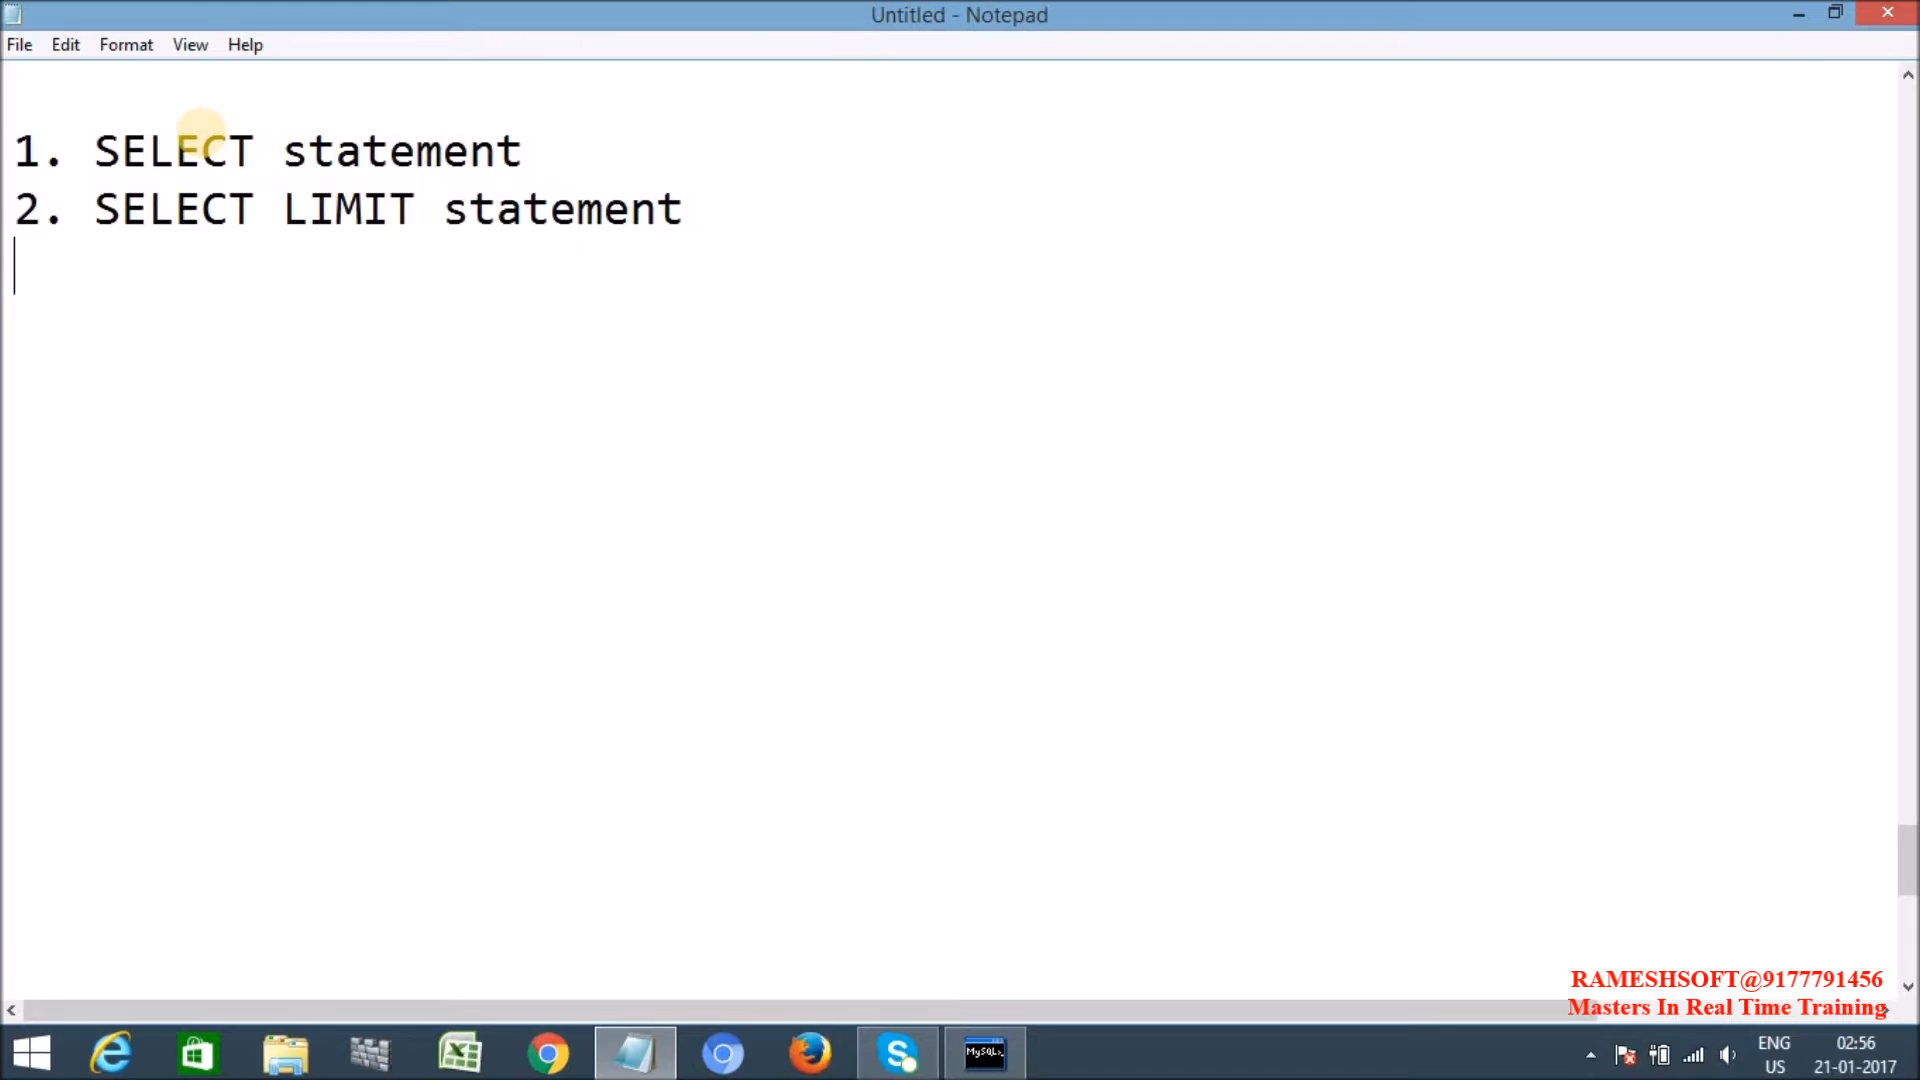 Untitled - Notepad
File Edit Format View Help
1. SELECT statement
2. SELECT LIMIT statement
RAMESHSOFT@9177791456
Masters In Real Time Training
MySQL
ENG 02:56
US 21-01-2017